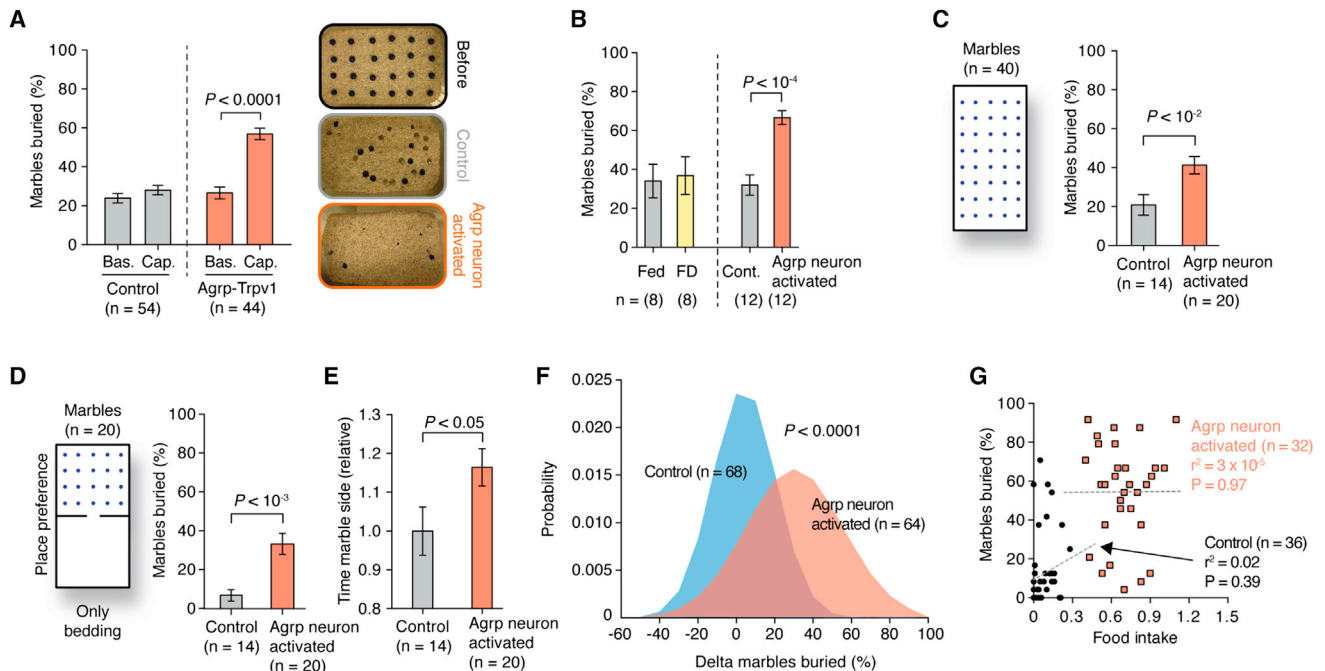 A
Marbles buried (%)
100
80
60
40
20
0
P < 0.0001
Bas. Cap. Bas. Cap.
Control Agrp-Trpv1
(n = 54) (n = 44)
Before
Control
Agrp neuron
activated
B
Marbles buried (%)
100
80
60
40
20
0
P < 10-4
Fed FD Cont. Agrp neuron
activated
n = (8) (8) (12) (12)
C
Marbles
(n = 40)
Marbles buried (%)
100
80
60
40
20
0
P < 10-2
Control Agrp neuron
(n = 14) activated
(n = 20)
D
Place preference
Marbles
(n = 20)
Only
bedding
Marbles buried (%)
100
80
60
40
20
0
P < 10-3
Control Agrp neuron
(n = 14) activated
(n = 20)
E
Time marble side (relative)
1.3
1.2
1.1
1.0
0.9
0.8
P < 0.05
Control Agrp neuron
(n = 14) activated
(n = 20)
F
Probability
0.025
0.020
0.015
0.010
0.005
0
P < 0.0001
Control (n = 68)
Agrp neuron
activated (n = 64)
-60 -40 -20 0 20 40 60 80 100
Delta marbles buried (%)
G
Marbles buried (%)
100
80
60
40
20
0
Agrp neuron
activated (n = 32)
r2 = 3 x 10-5
P = 0.97
Control (n = 36)
r2 = 0.02
P = 0.39
0 0.3 0.6 0.9 1.2 1.5
Food intake